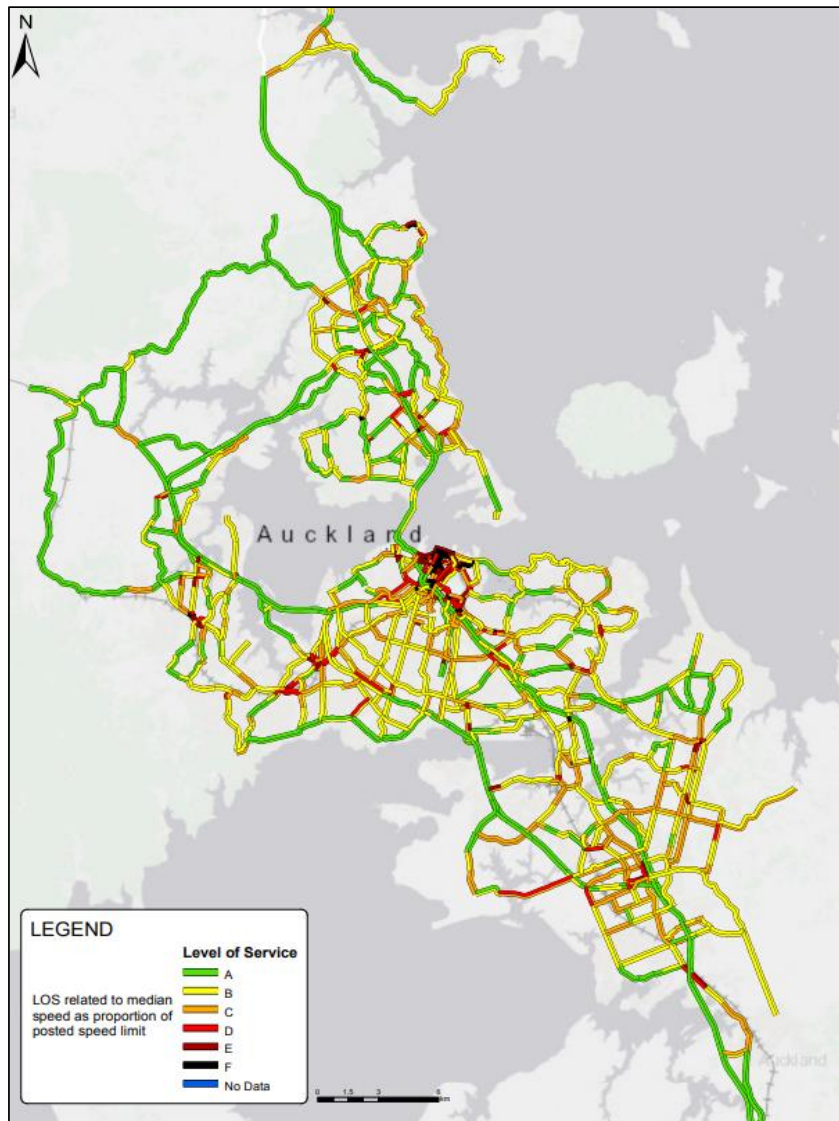 N
Auckland
Auckland
LEGEND
Level of Service
LOS related to median
speed as proportion of
posted speed limit
A
B
C
D
E
F
No Data
0 1.5 3 6
km